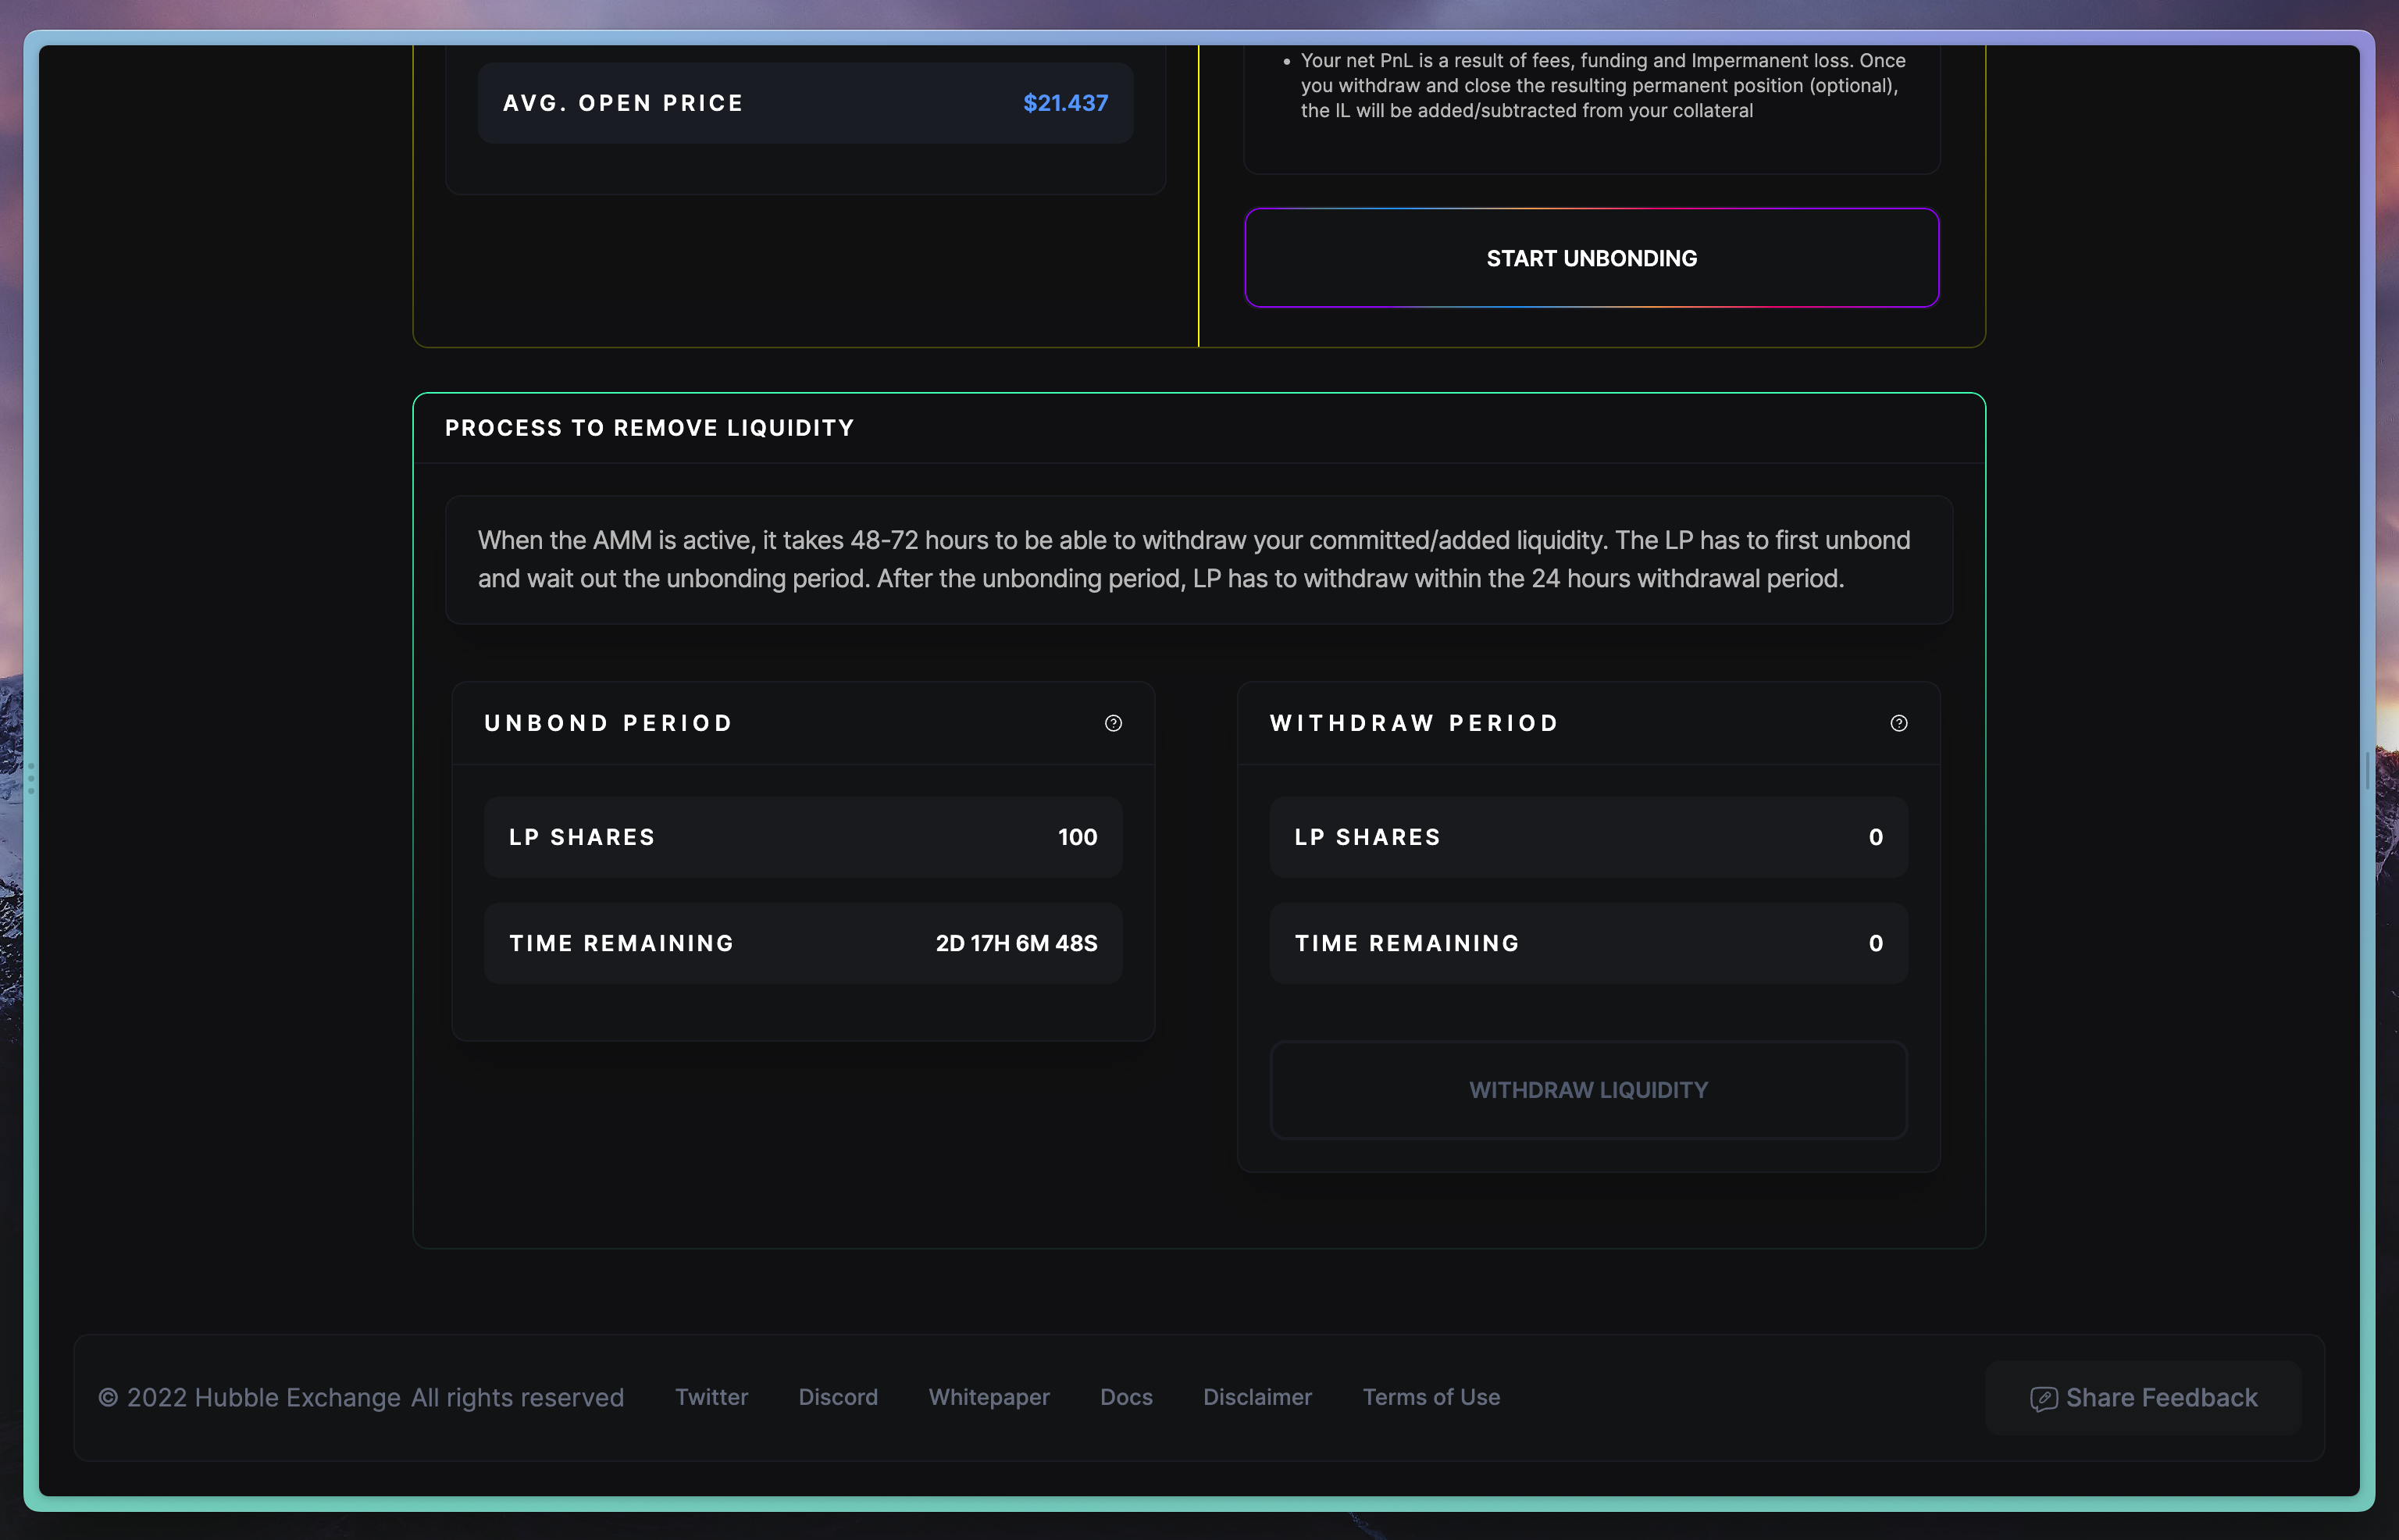 AVG. OPEN PRICE $21.437
• Your net PnL is a result of fees, funding and Impermanent loss. Once
you withdraw and close the resulting permanent position (optional),
the IL will be added/subtracted from your collateral
START UNBONDING
PROCESS TO REMOVE LIQUIDITY
When the AMM is active, it takes 48-72 hours to be able to withdraw your committed/added liquidity. The LP has to first unbond
and wait out the unbonding period. After the unbonding period, LP has to withdraw within the 24 hours withdrawal period.
UNBOND PERIOD
LP SHARES 100
TIME REMAINING 2D 17H 6M 48S
WITHDRAW PERIOD
LP SHARES 0
TIME REMAINING 0
WITHDRAW LIQUIDITY
© 2022 Hubble Exchange All rights reserved Twitter Discord Whitepaper Docs Disclaimer Terms of Use Share Feedback